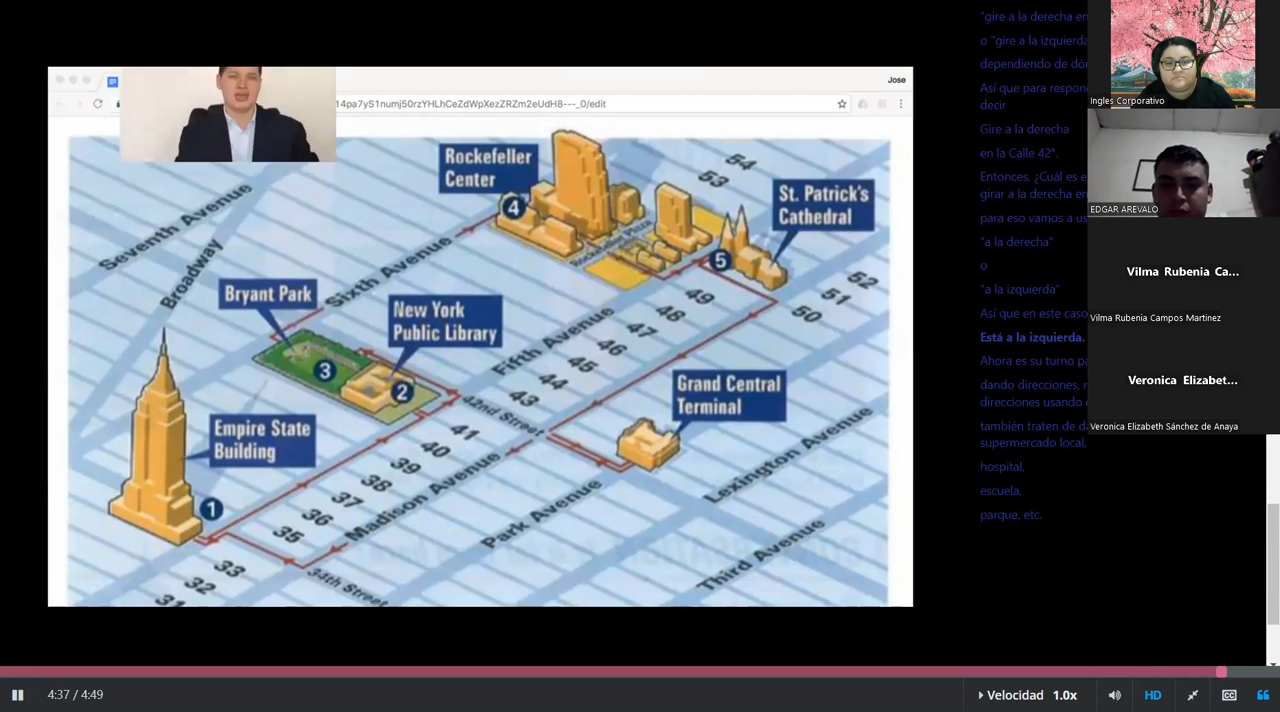 Jose
14pa7yS1numj50rzYHLhCeZdWpXezZRZm2eUdH8---_0/edit
Rockefeller
Center
4
54
53
St. Patrick's
Cathedral
Seventh Avenue
Broadway
Sixth Avenue
Rockefeller Plaza
5
52
51
50
49
48
47
46
45
44
43
Bryant Park
New York
Public Library
3
2
Fifth Avenue
42nd Street
Grand Central
Terminal
Empire State
Building
1
41
40
39
38
37
36
35
Madison Avenue
Park Avenue
Lexington Avenue
Third Avenue
34th Street
33
32
31
"gire a la derecha en
o "gire a la izquierda
dependiendo de
Así que para
decir
Gire a la derecha
en la Calle 42°.
Entonces, ¿Cuál es
girar a la derecha en
para eso vamos a
"a la derecha"
o
"a la izquierda"
Así que en este caso
Está a la izquierda.
Ahora es su turno
dando direcciones,
direcciones usando
también traten de
supermercado local,
hospital,
escuela,
parque, etc.
Ingles Corporativo
EDGAR AREVALO
Vilma Rubenia Ca...
Vilma Rubenia Campos Martinez
Veronica Elizabet...
Veronica Elizabeth Sánchez de Anaya
4:37 / 4:49
Velocidad 1.0x
HD
CC